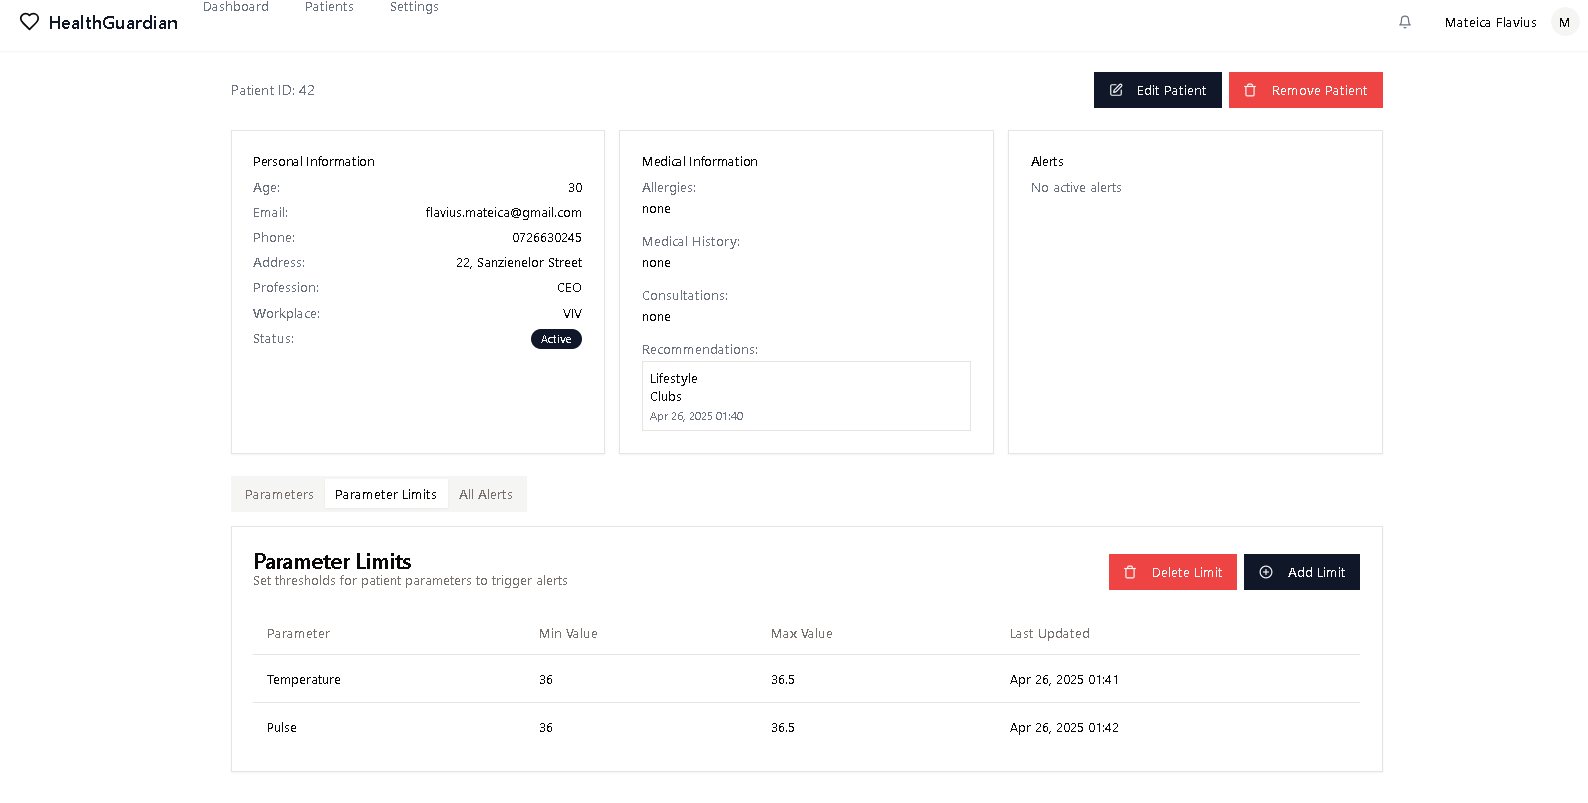 HealthGuardian
Dashboard Patients Settings
Mateica Flavius M
Patient ID: 42
Edit Patient
Remove Patient
Personal Information
Age: 30
Email: flavius.mateica@gmail.com
Phone: 0726630245
Address: 22, Sanzienelor Street
Profession: CEO
Workplace: VIV
Status: Active
Medical Information
Allergies:
none
Medical History:
none
Consultations:
none
Recommendations:
Lifestyle
Clubs
Apr 26, 2025 01:40
Alerts
No active alerts
Parameters Parameter Limits All Alerts
Parameter Limits
Set thresholds for patient parameters to trigger alerts
Delete Limit
Add Limit
Parameter Min Value Max Value Last Updated
Temperature 36 36.5 Apr 26, 2025 01:41
Pulse 36 36.5 Apr 26, 2025 01:42